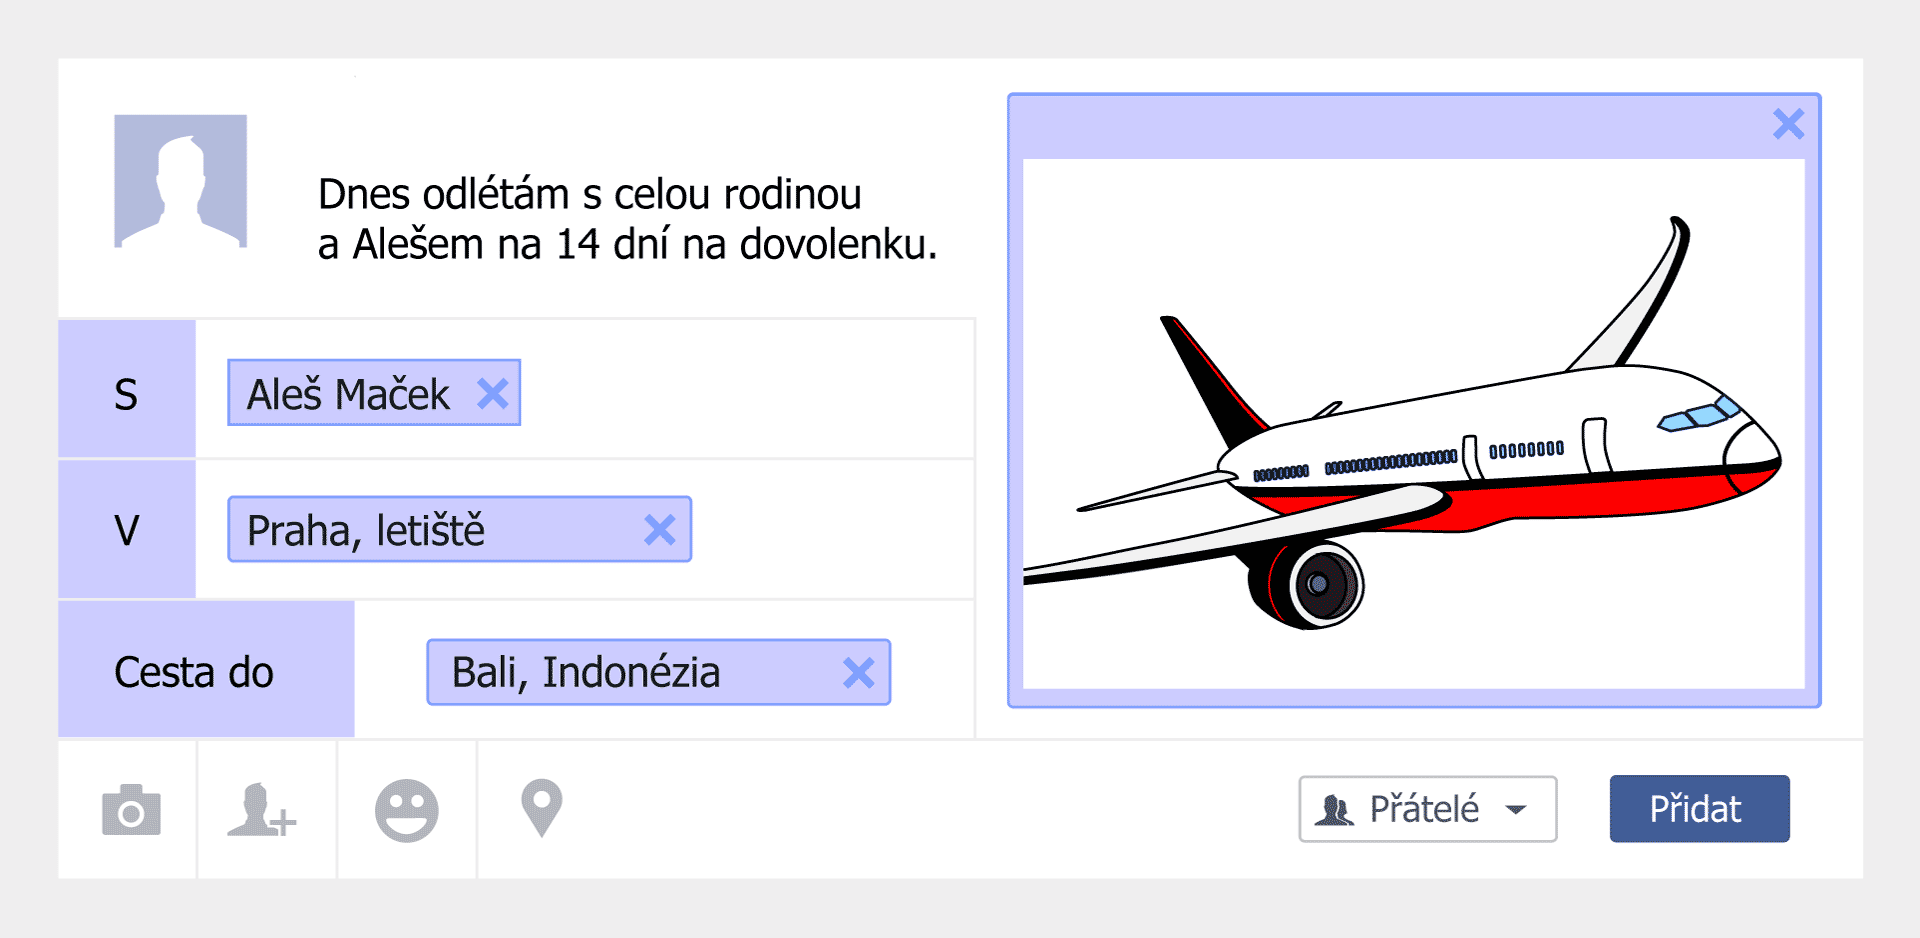 Dnes odlétám s celou rodinou
a Alešem na 14 dní na dovolenku.
S
Aleš Maček
V
Praha, letiště
Cesta do
Bali, Indonézia
Přátelé
Přidat